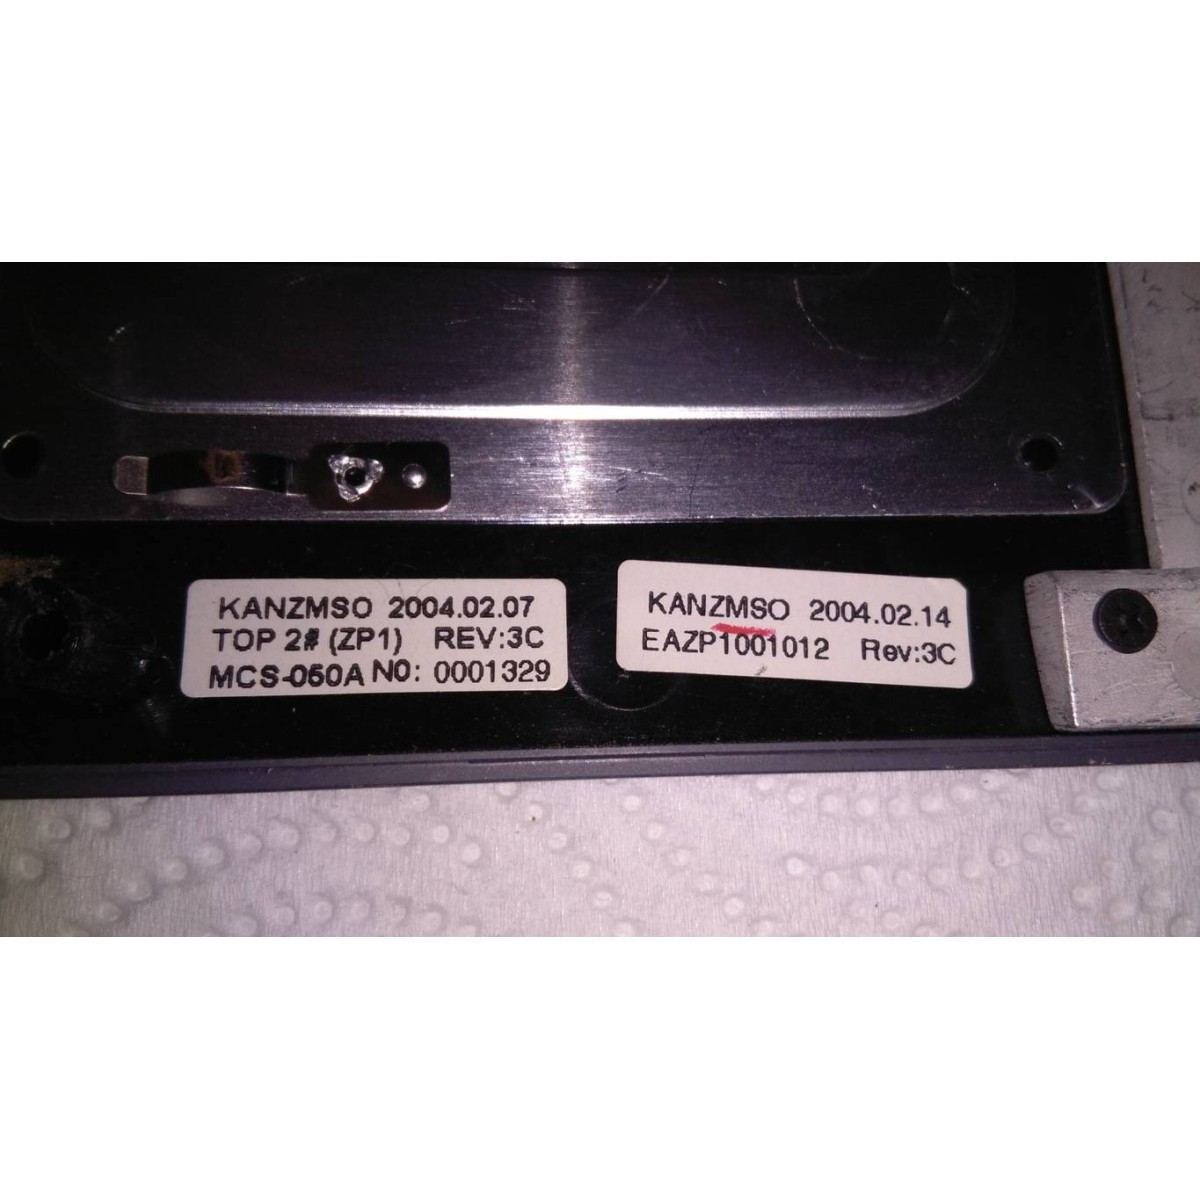 KANZMSO 2004.02.07
TOP 2# (ZP1) REV:3C
MCS-050A NO: 0001329
KANZMSO 2004.02.14
EAZP1001012 Rev:3C